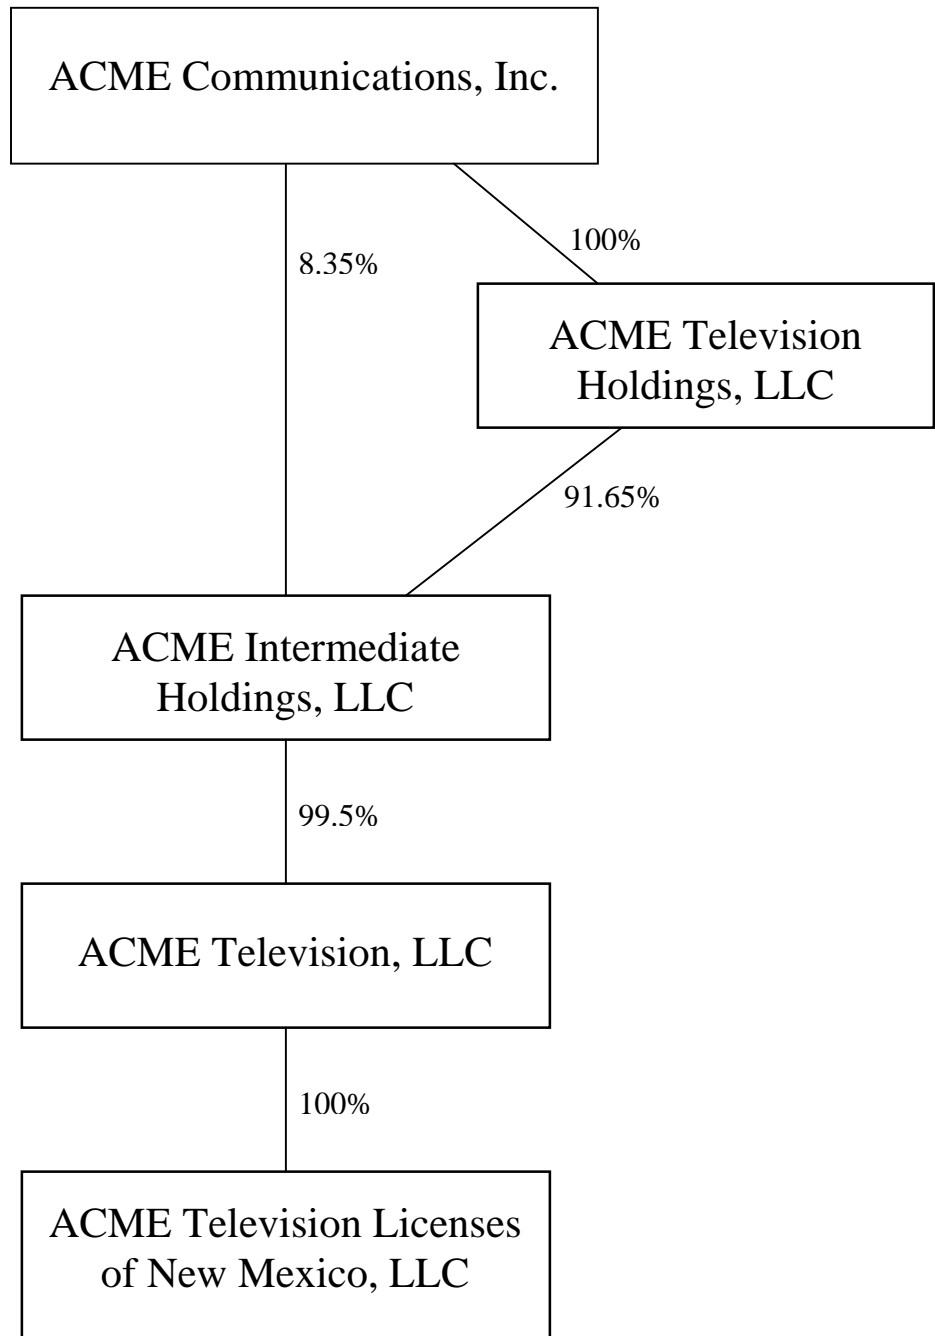 ACME Communications, Inc.
100%
8.35%
ACME Television
Holdings, LLC
91.65%
ACME Intermediate
Holdings, LLC
99.5%
ACME Television, LLC
100%
ACME Television Licenses
of New Mexico, LLC